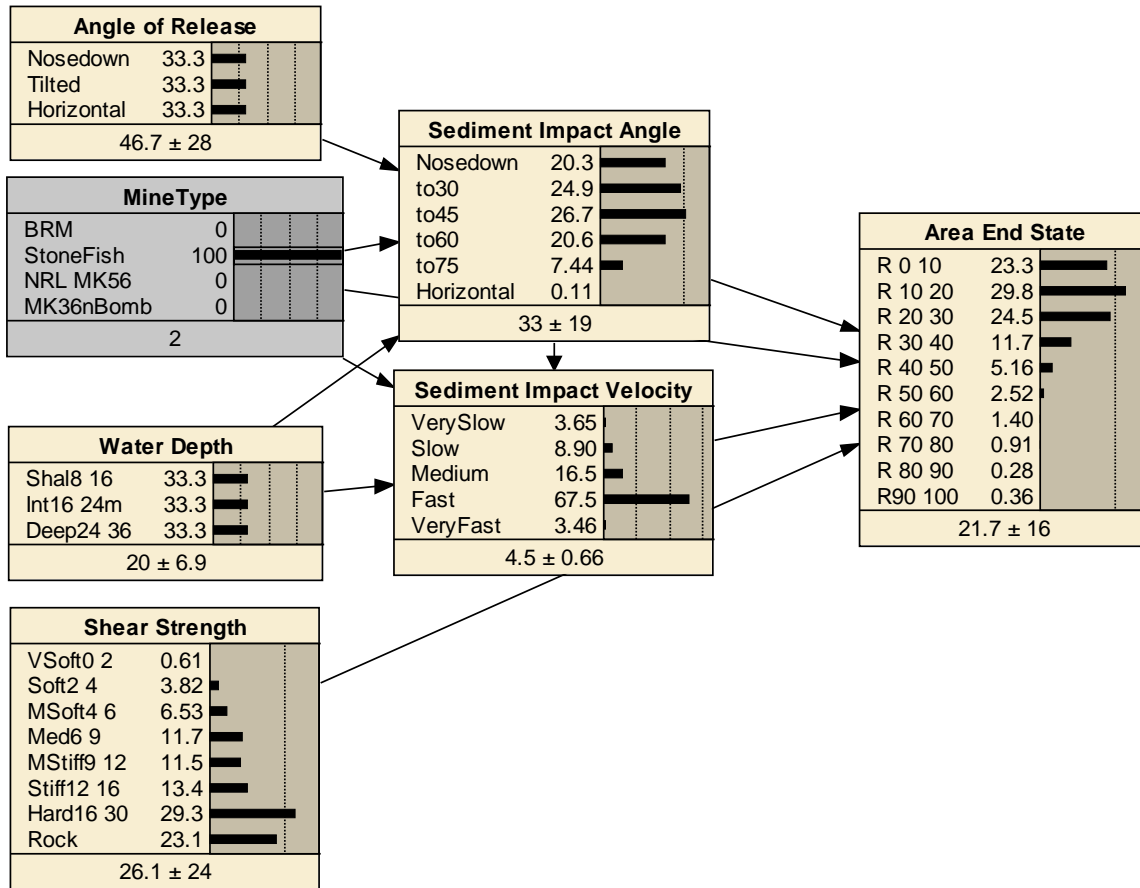 Angle of Release
Nosedown 33.3
Tilted 33.3
Horizontal 33.3
46.7 ± 28
MineType
BRM 0
StoneFish 100
NRL MK56 0
MK36nBomb 0
2
Water Depth
Shal8 16 33.3
Int16 24m 33.3
Deep24 36 33.3
20 ± 6.9
Shear Strength
VSoft0 2 0.61
Soft2 4 3.82
MSoft4 6 6.53
Med6 9 11.7
MStiff9 12 11.5
Stiff12 16 13.4
Hard16 30 29.3
Rock 23.1
26.1 ± 24
Sediment Impact Angle
Nosedown 20.3
to30 24.9
to45 26.7
to60 20.6
to75 7.44
Horizontal 0.11
33 ± 19
Sediment Impact Velocity
VerySlow 3.65
Slow 8.90
Medium 16.5
Fast 67.5
VeryFast 3.46
4.5 ± 0.66
Area End State
R 0 10 23.3
R 10 20 29.8
R 20 30 24.5
R 30 40 11.7
R 40 50 5.16
R 50 60 2.52
R 60 70 1.40
R 70 80 0.91
R 80 90 0.28
R90 100 0.36
21.7 ± 16